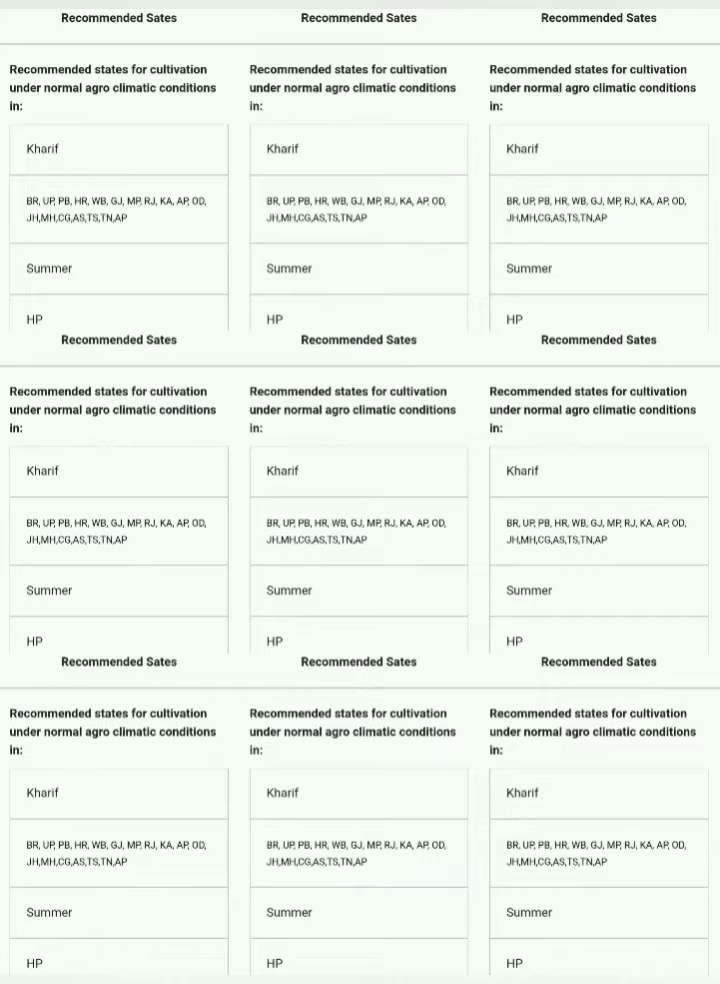 Recommended Sates
Recommended states for cultivation
under normal agro climatic conditions
in:
Kharif
BR, UP, PB, HR, WB, GJ, MP, RJ, KA, AP, OD,
JH,MH,CG,AS,TS,TN,AP
Summer
HP
Recommended Sates
Recommended states for cultivation
under normal agro climatic conditions
in:
Kharif
BR, UP, PB, HR, WB, GJ, MP, RJ, KA, AP, OD,
JH,MH,CG,AS,TS,TN,AP
Summer
HP
Recommended Sates
Recommended states for cultivation
under normal agro climatic conditions
in:
Kharif
BR, UP, PB, HR, WB, GJ, MP, RJ, KA, AP, OD,
JH,MH,CG,AS,TS,TN,AP
Summer
HP
Recommended Sates
Recommended states for cultivation
under normal agro climatic conditions
in:
Kharif
BR, UP, PB, HR, WB, GJ, MP, RJ, KA, AP, OD,
JH,MH,CG,AS,TS,TN,AP
Summer
HP
Recommended Sates
Recommended states for cultivation
under normal agro climatic conditions
in:
Kharif
BR, UP, PB, HR, WB, GJ, MP, RJ, KA, AP, OD,
JH,MH,CG,AS,TS,TN,AP
Summer
HP
Recommended Sates
Recommended states for cultivation
under normal agro climatic conditions
in:
Kharif
BR, UP, PB, HR, WB, GJ, MP, RJ, KA, AP, OD,
JH,MH,CG,AS,TS,TN,AP
Summer
HP
Recommended Sates
Recommended states for cultivation
under normal agro climatic conditions
in:
Kharif
BR, UP, PB, HR, WB, GJ, MP, RJ, KA, AP, OD,
JH,MH,CG,AS,TS,TN,AP
Summer
HP
Recommended Sates
Recommended states for cultivation
under normal agro climatic conditions
in:
Kharif
BR, UP, PB, HR, WB, GJ, MP, RJ, KA, AP, OD,
JH,MH,CG,AS,TS,TN,AP
Summer
HP
Recommended Sates
Recommended states for cultivation
under normal agro climatic conditions
in:
Kharif
BR, UP, PB, HR, WB, GJ, MP, RJ, KA, AP, OD,
JH,MH,CG,AS,TS,TN,AP
Summer
HP